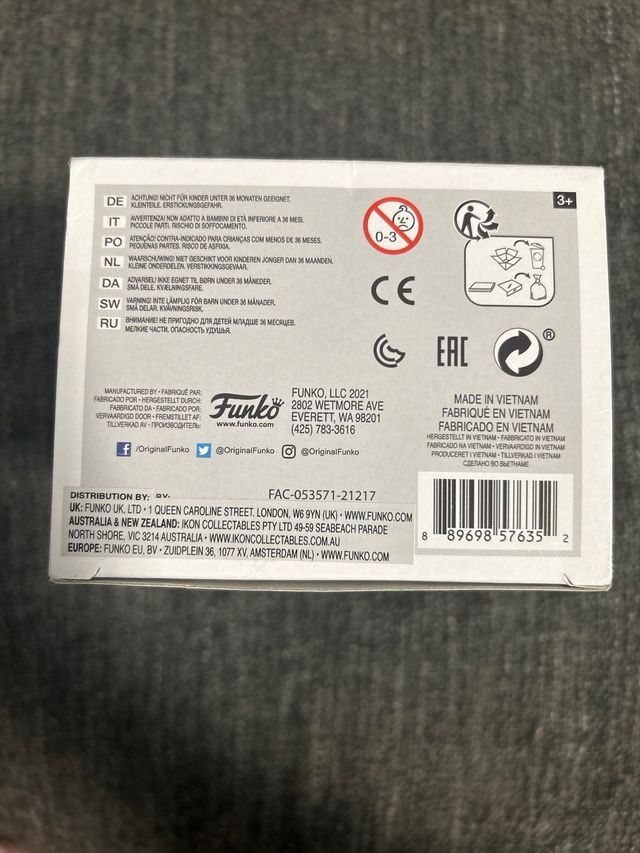 DE ACHTUNG! NICHT FÜR KINDER UNTER 36 MONATEN GEEIGNET.
KLEINTEILE. ERSTICKUNGSGEFAHR.
IT AVVERTENZA! NON ADATTO A BAMBINI DI ETÀ INFERIORE A 36 MESI.
PICCOLE PARTI. RISCHIO DI SOFFOCAMENTO.
PO ATENÇÃO! CONTRA-INDICADO PARA CRIANÇAS COM MENOS DE 36 MESES.
PEQUENAS PARTES. RISCO DE ASFIXIA.
NL WAARSCHUWING! NIET GESCHIKT VOOR KINDEREN JONGER DAN 36 MAANDEN.
KLEINE ONDERDELEN. VERSTIKKINGSGEVAAR.
DA ADVARSEL! IKKE EGNET TIL BØRN UNDER 36 MÅNEDER.
SMÅ DELE. KVÆLNINGSFARE.
SW VARNING! INTE LÄMPLIG FÖR BARN UNDER 36 MÅNADER.
SMÅ DELAR. KVÄVNINGSRISK.
RU ВНИМАНИЕ! НЕ ПРИГОДНО ДЛЯ ДЕТЕЙ МЛАДШЕ 36 МЕСЯЦЕВ.
МЕЛКИЕ ЧАСТИ. ОПАСНОСТЬ УДУШЬЯ.
0-3
3+
CE
EAC
®
MANUFACTURED BY • FABRIQUÉ PAR:
FABRICADO POR • HERGESTELLT DURCH:
FABBRICATO DA • FABRICADO POR:
VERVAARDIGD DOOR • FREMSTILLET AF:
TILLVERKAD AV • ПРОИЗВОДИТЕЛЬ:
Funko
www.funko.com
FUNKO, LLC 2021
2802 WETMORE AVE
EVERETT, WA 98201
(425) 783-3616
f /OriginalFunko @OriginalFunko @OriginalFunko
MADE IN VIETNAM
FABRIQUÉ EN VIETNAM
FABRICADO EN VIETNAM
HERGESTELLT IN VIETNAM • FABBRICATO IN VIETNAM
FABRICADO NA VIETNAM • VERVAARDIGD IN VIETNAM
PRODUCERET I VIETNAM • TILLVERKAD I VIETNAM
СДЕЛАНО ВО ВЬЕТНАМЕ
DISTRIBUTION BY: BY:
FAC-053571-21217
UK: FUNKO UK, LTD • 1 QUEEN CAROLINE STREET, LONDON, W6 9YN (UK) • WWW.FUNKO.COM
AUSTRALIA & NEW ZEALAND: IKON COLLECTABLES PTY LTD 49-59 SEABEACH PARADE
NORTH SHORE, VIC 3214 AUSTRALIA • WWW.IKONCOLLECTABLES.COM.AU
EUROPE: FUNKO EU, BV • ZUIDPLEIN 36, 1077 XV, AMSTERDAM (NL) • WWW.FUNKO.COM
8 89698 57635 2